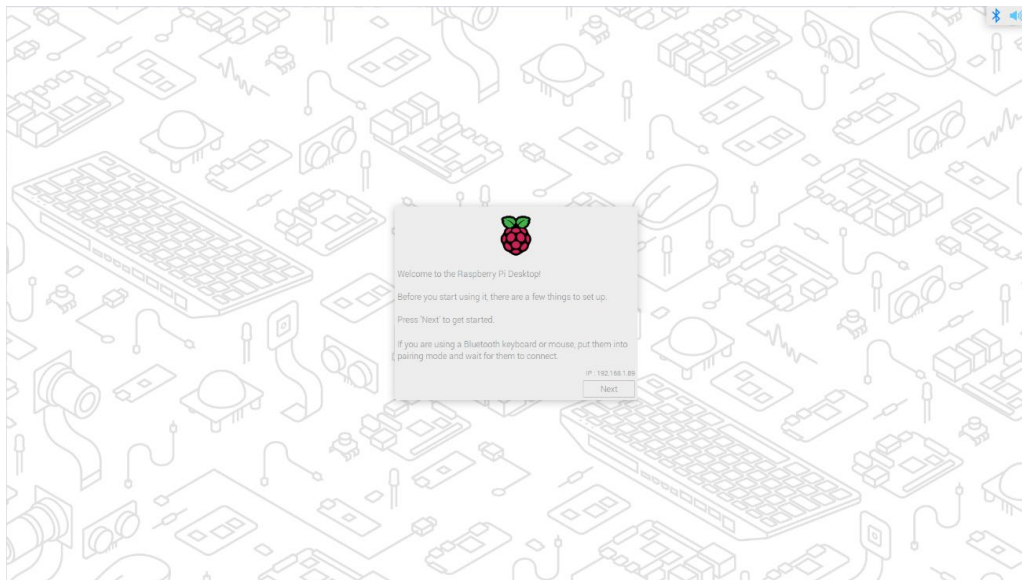 Welcome to the Raspberry Pi Desktop!
Before you start using it, there are a few things to set up.
Press 'Next' to get started.
If you are using a Bluetooth keyboard or mouse, put them into
pairing mode and wait for them to connect.
IP : 192.168.1.89
Next